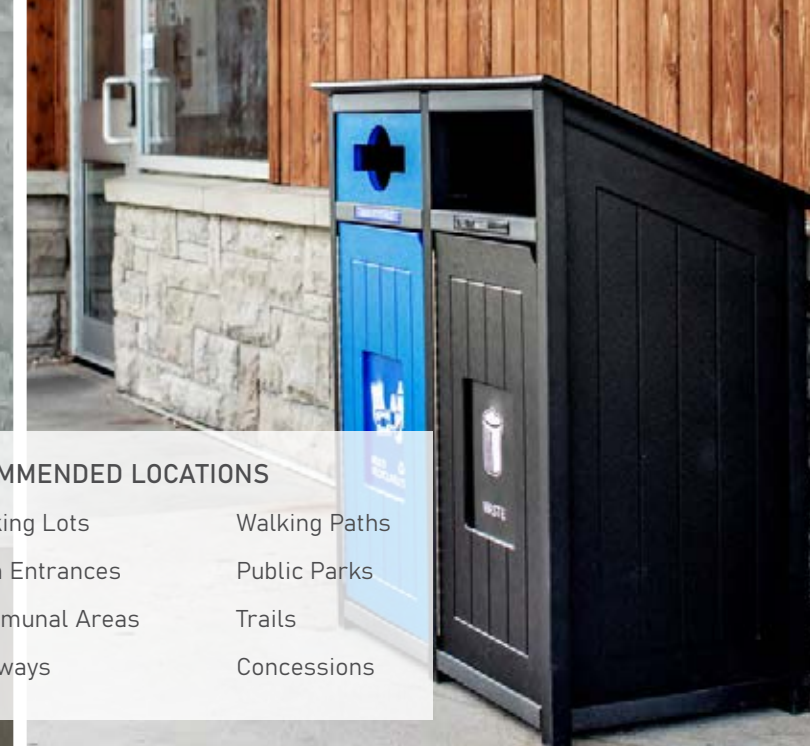 MMENDED LOCATIONS
king Lots Walking Paths
Entrances Public Parks
munal Areas Trails
ways Concessions
WASTE